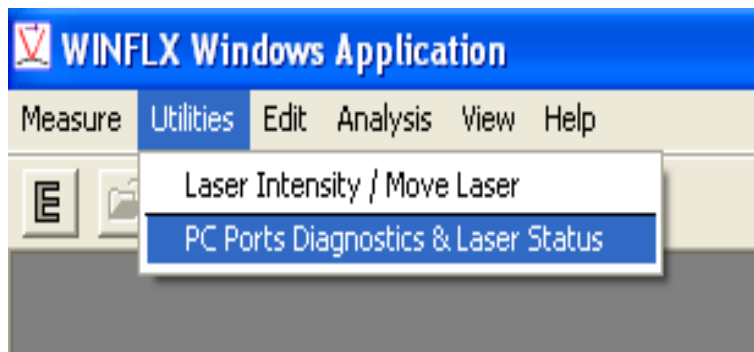 WINFLX Windows Application
Measure Utilities Edit Analysis View Help
E
Laser Intensity / Move Laser
PC Ports Diagnostics & Laser Status